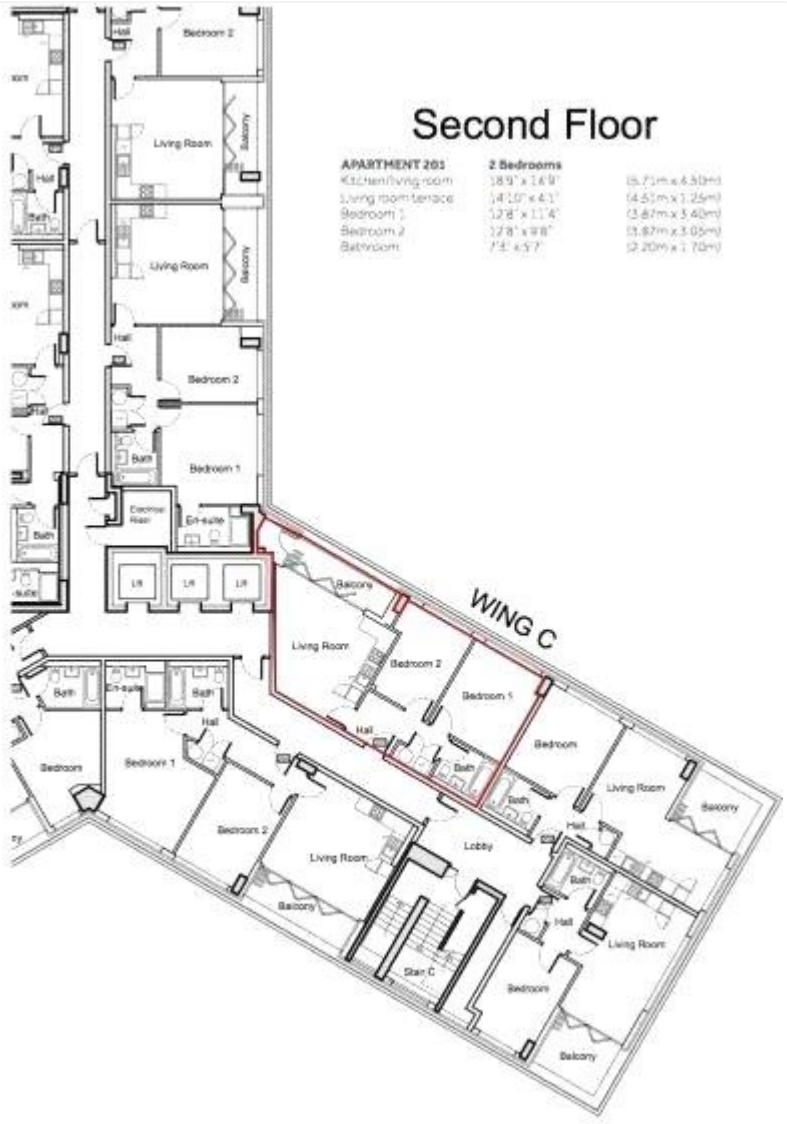 Hall
Bedroom 2
Second Floor
Living Room
Balcony
APARTMENT 201 2 Bedrooms
Kitchen/living room 18'9" x 14'9" (5.71m x 4.50m)
Living room terrace 14'10" x 4'1" (4.51m x 1.25m)
Bedroom 1 12'8" x 11'4" (3.87m x 3.40m)
Bedroom 2 12'8" x 9'8" (3.87m x 3.05m)
Bathroom 7'3" x 5'7" (2.20m x 1.70m)
Hall
Bath
Living Room
Balcony
Hall
Bedroom 2
Hall
Bath
Bedroom 1
Electrical Riser
En-suite
Bath
-suite
Lift
Lift
Lift
Balcony
WING C
Living Room
Bedroom 2
Bedroom 1
Bath
En-suite
Bath
Hall
Hall
Bedroom
Bedroom
Bedroom 1
Bath
Bath
Living Room
Balcony
Hall
Bedroom 2
Living Room
Lobby
Bath
Balcony
Hall
Living Room
Stair C
Bedroom
Balcony